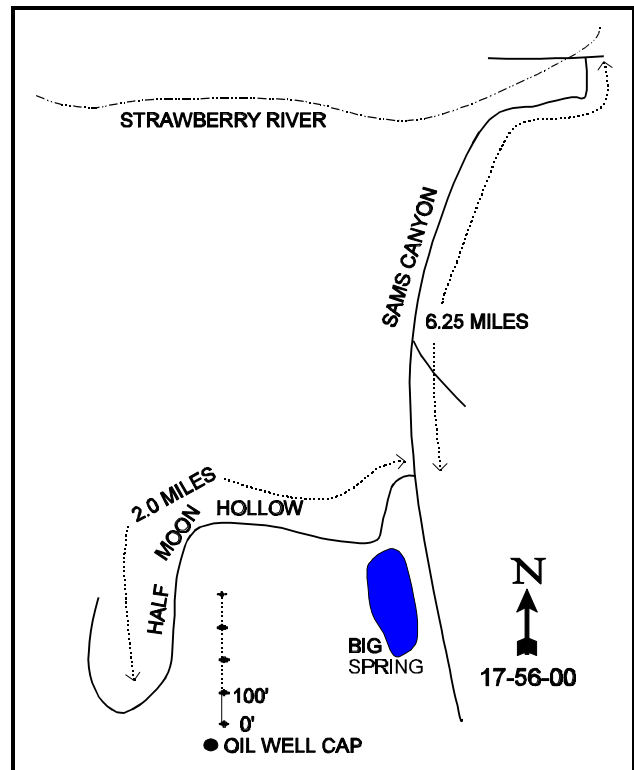 STRAWBERRY RIVER
SAMS CANYON
6.25 MILES
2.0 MILES
HALF MOON HOLLOW
N
17-56-00
BIG
SPRING
100'
0'
OIL WELL CAP